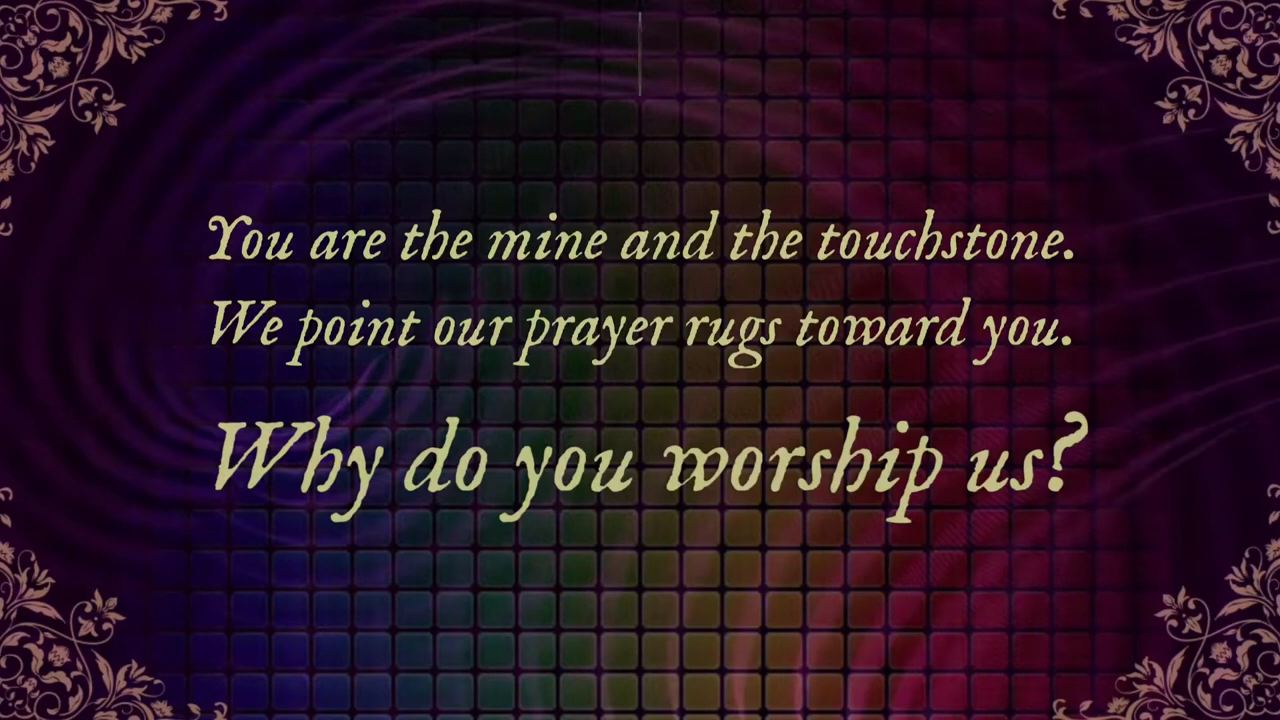 You are the mine and the touchstone.
We point our prayer rugs toward you.
Why do you worship us?